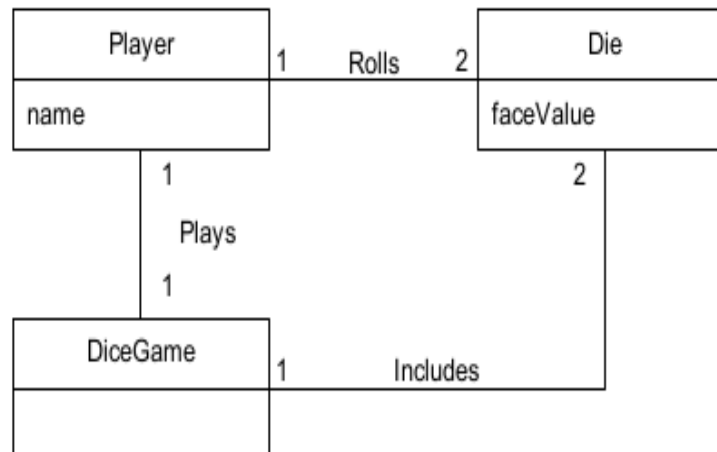 Player
Die
1
Rolls
2
name
faceValue
1
2
Plays
1
DiceGame
1
Includes